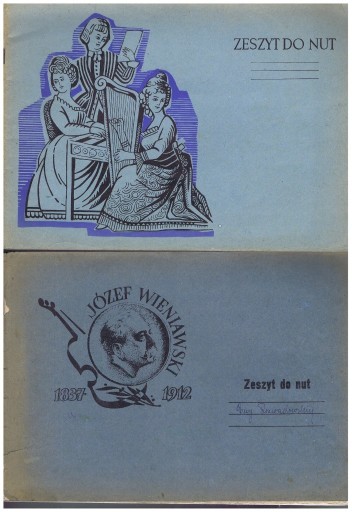 ZESZYT DO NUT
JÓZEF WIENIAWSKI
1837 1912
Zeszyt do nut